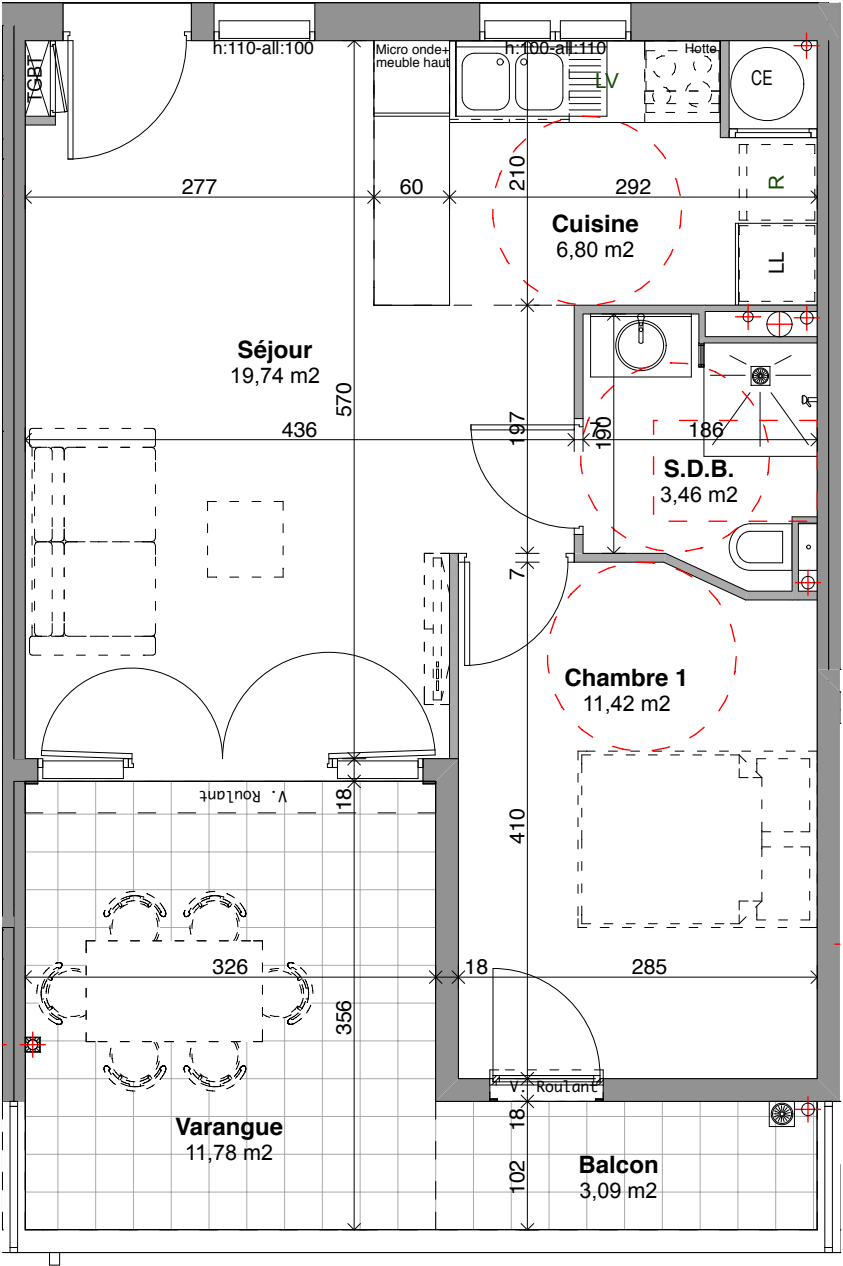 h:110-all:100
h:100-all:110
TGBT
Micro onde+
meuble haut
LV
Hotte
CE
277
60
210
292
R
Cuisine
6,80 m2
LL
Séjour
19,74 m2
570
436
197
7
190
186
S.D.B.
3,46 m2
7
Chambre 1
11,42 m2
V. Roulant
18
410
326
18
285
356
V. Roulant
Varangue
11,78 m2
18
102
Balcon
3,09 m2